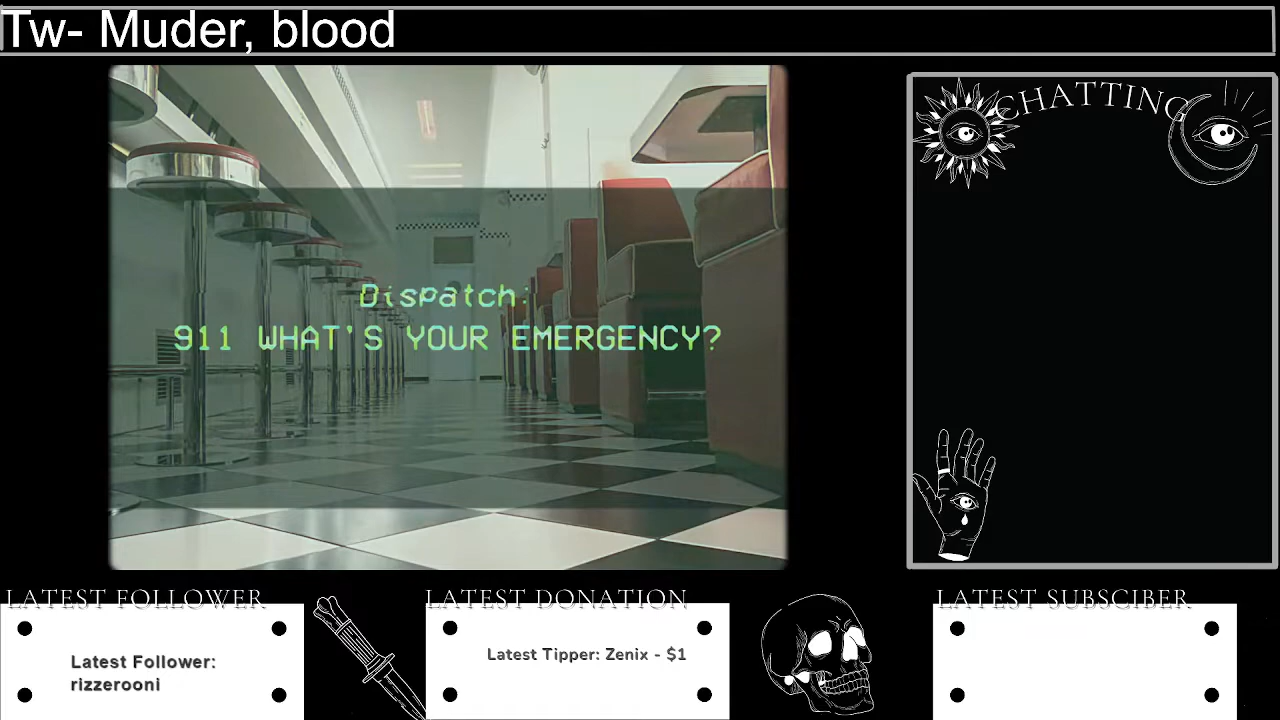 Tw- Muder, blood
CHATTING
Dispatch:
911 WHAT'S YOUR EMERGENCY?
LATEST FOLLOWER
LATEST DONATION
LATEST SUBSCIBER
Latest Follower:
rizzerooni
Latest Tipper: Zenix - $1